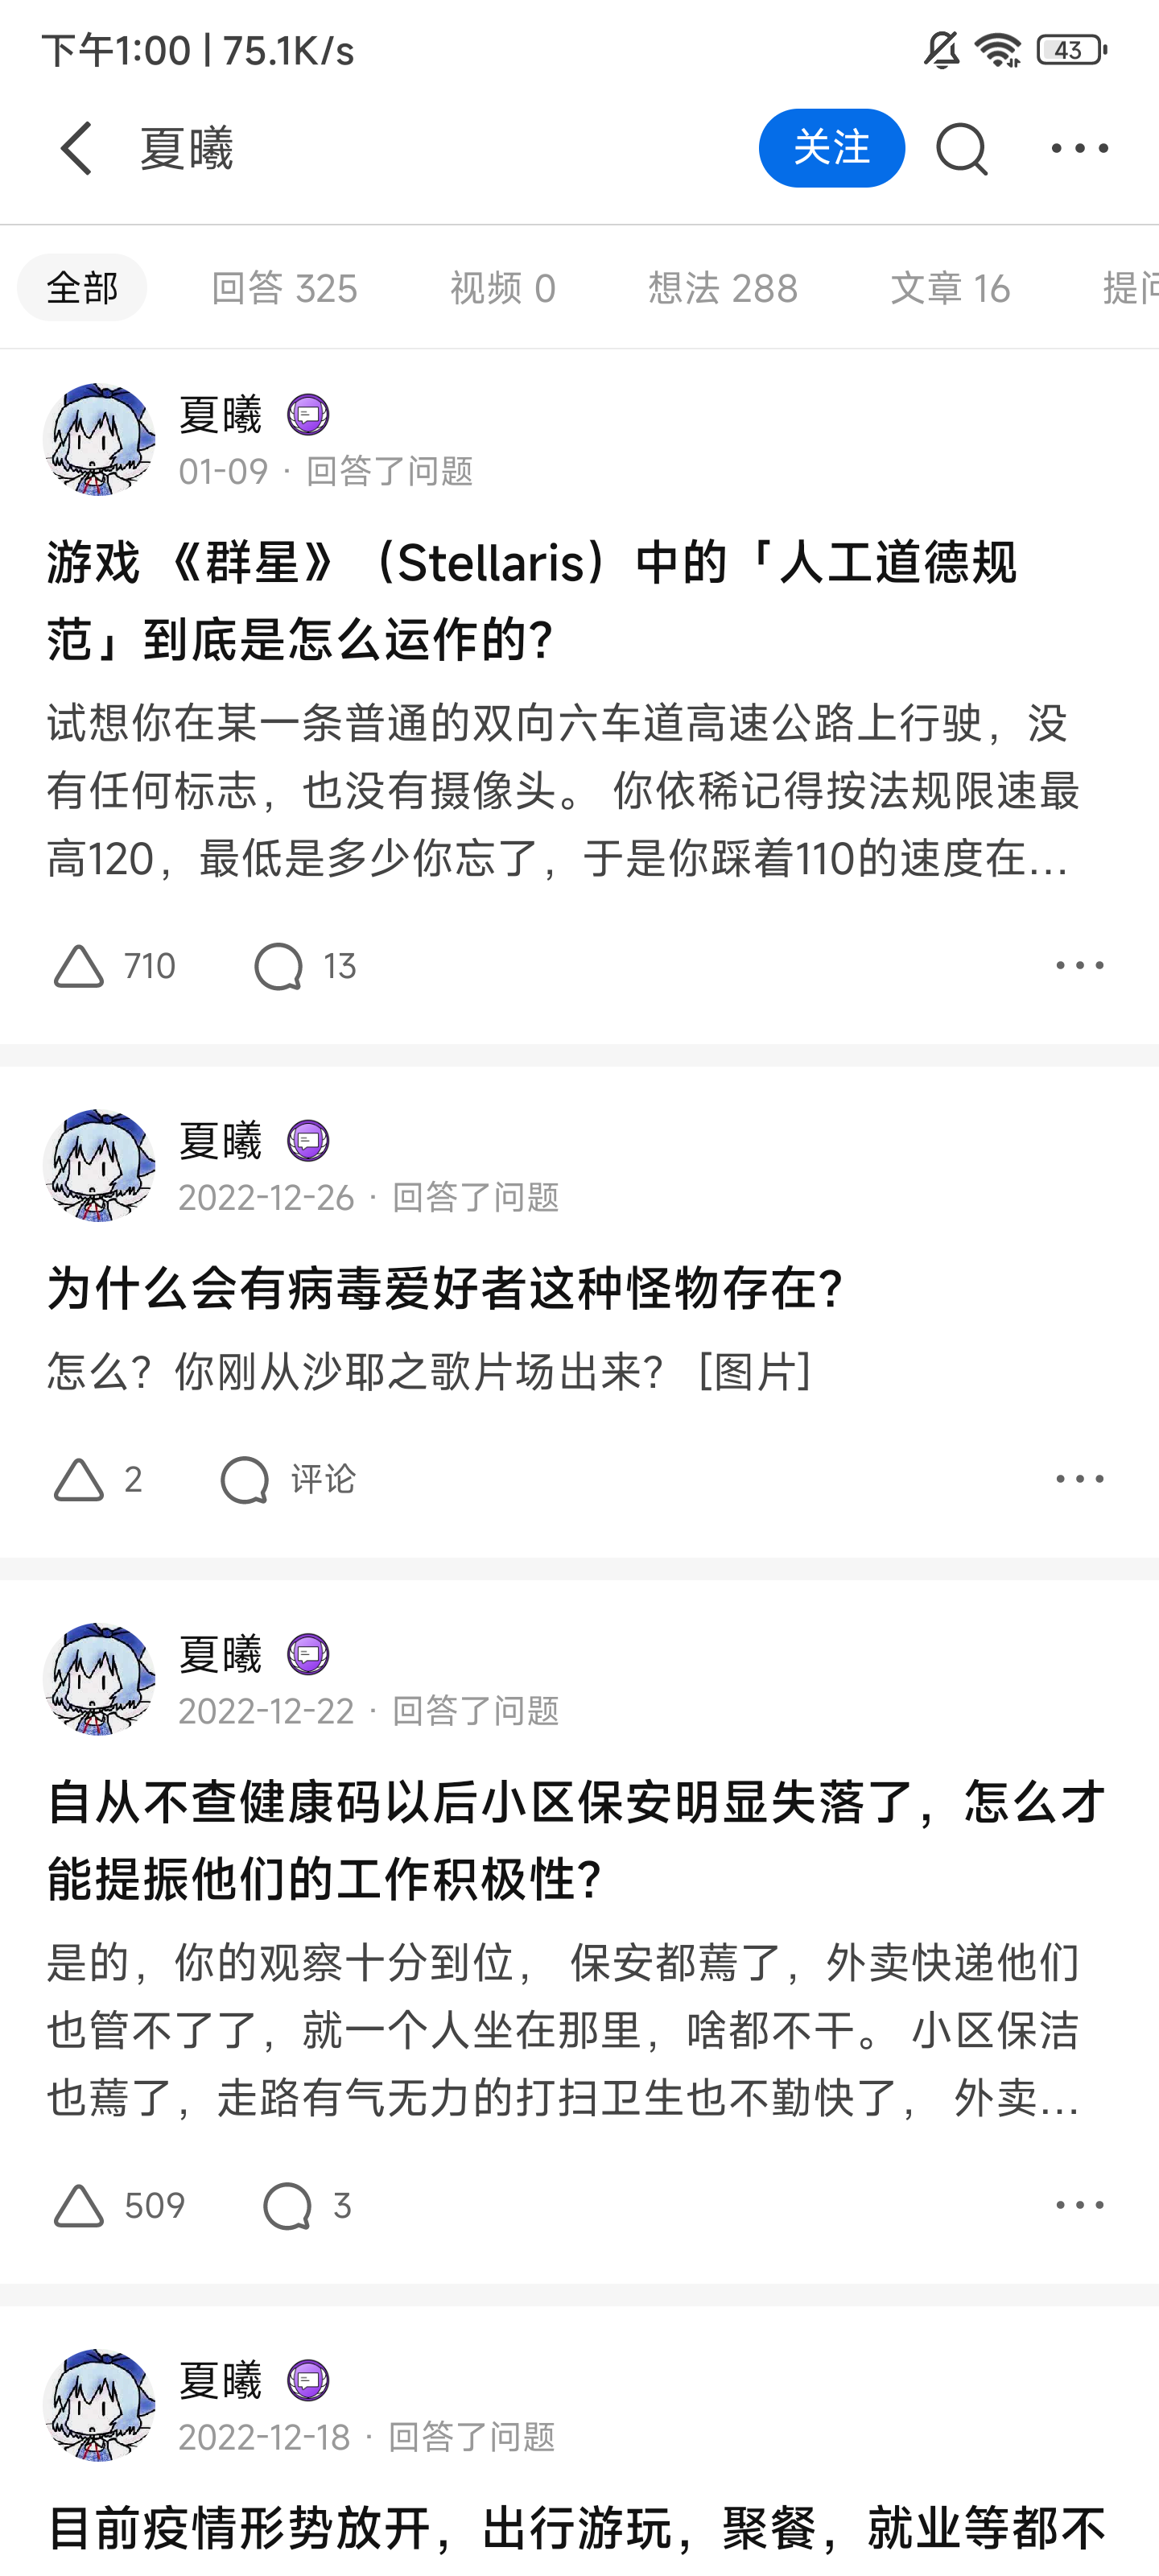 下午1:00 | 75.1K/s
43
夏曦
关注
全部 回答 325 视频 0 想法 288 文章 16 提问
夏曦
01-09 · 回答了问题
游戏 《群星》（Stellaris）中的「人工道德规
范」到底是怎么运作的？
试想你在某一条普通的双向六车道高速公路上行驶，没
有任何标志，也没有摄像头。 你依稀记得按法规限速最
高120，最低是多少你忘了，于是你踩着110的速度在...
710 13
夏曦
2022-12-26 · 回答了问题
为什么会有病毒爱好者这种怪物存在？
怎么？你刚从沙耶之歌片场出来？ [图片]
2 评论
夏曦
2022-12-22 · 回答了问题
自从不查健康码以后小区保安明显失落了，怎么才
能提振他们的工作积极性？
是的，你的观察十分到位， 保安都蔫了，外卖快递他们
也管不了了，就一个人坐在那里，啥都不干。 小区保洁
也蔫了，走路有气无力的打扫卫生也不勤快了， 外卖...
509 3
夏曦
2022-12-18 · 回答了问题
目前疫情形势放开，出行游玩，聚餐，就业等都不